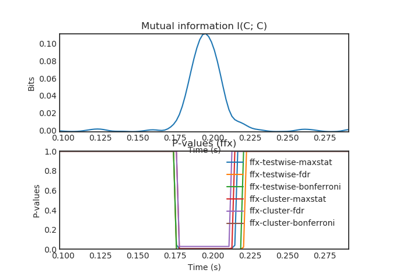 Mutual information I(C; C)
Bits
0.10
0.08
0.06
0.04
0.02
0.00
0.100 0.125 0.150 0.175 0.200 0.225 0.250 0.275
Time (s)
P-values (ffx)
P-values
1.0
0.8
0.6
0.4
0.2
0.0
ffx-testwise-maxstat
ffx-testwise-fdr
ffx-testwise-bonferroni
ffx-cluster-maxstat
ffx-cluster-fdr
ffx-cluster-bonferroni
0.100 0.125 0.150 0.175 0.200 0.225 0.250 0.275
Time (s)